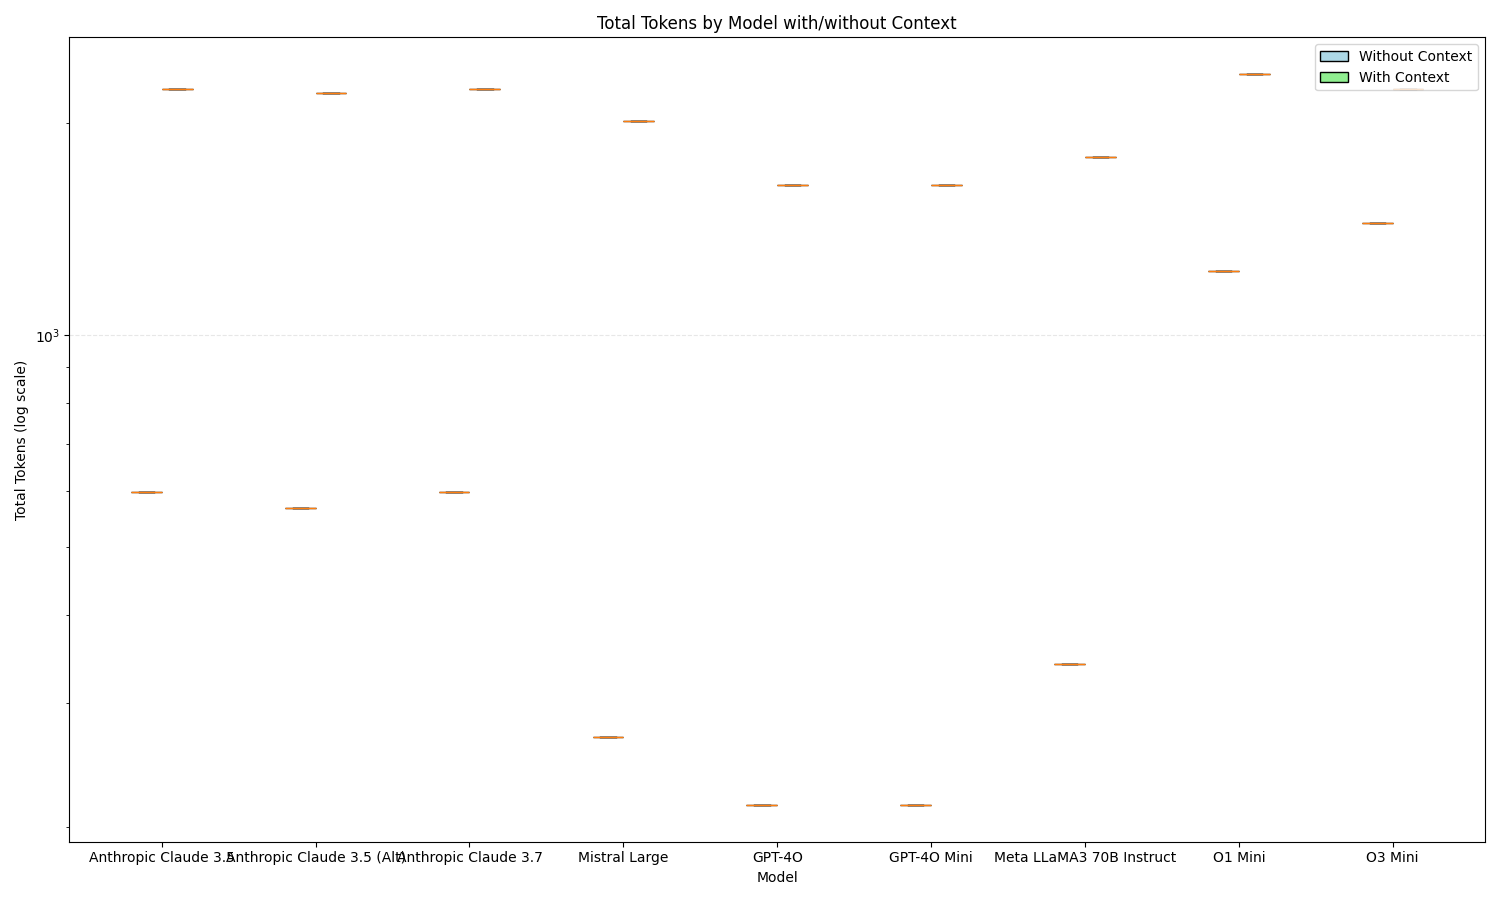 Total Tokens by Model with/without Context
Without Context
With Context
10³
Total Tokens (log scale)
Anthropic Claude 3.5
Anthropic Claude 3.5 (Alt)
Anthropic Claude 3.7
Mistral Large
GPT-4O
GPT-4O Mini
Meta LLaMA3 70B Instruct
O1 Mini
O3 Mini
Model